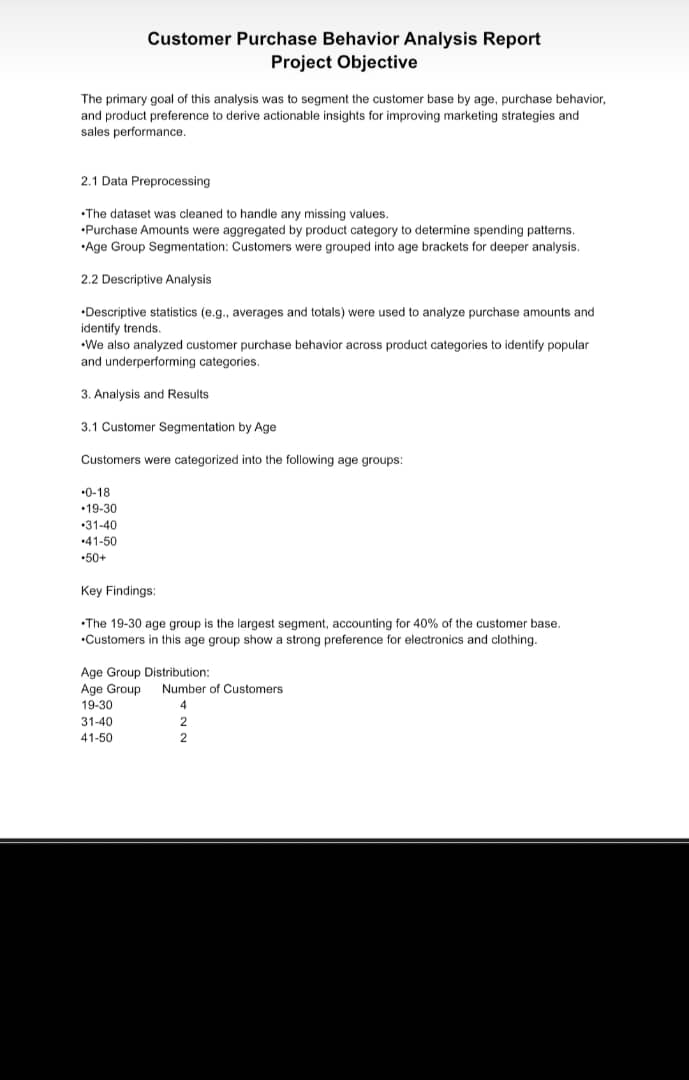 Customer Purchase Behavior Analysis Report
Project Objective
The primary goal of this analysis was to segment the customer base by age, purchase behavior,
and product preference to derive actionable insights for improving marketing strategies and
sales performance.
2.1 Data Preprocessing
•The dataset was cleaned to handle any missing values.
•Purchase Amounts were aggregated by product category to determine spending patterns.
•Age Group Segmentation: Customers were grouped into age brackets for deeper analysis.
2.2 Descriptive Analysis
•Descriptive statistics (e.g., averages and totals) were used to analyze purchase amounts and
identify trends.
•We also analyzed customer purchase behavior across product categories to identify popular
and underperforming categories.
3. Analysis and Results
3.1 Customer Segmentation by Age
Customers were categorized into the following age groups:
•0-18
•19-30
•31-40
•41-50
•50+
Key Findings:
•The 19-30 age group is the largest segment, accounting for 40% of the customer base.
•Customers in this age group show a strong preference for electronics and clothing.
Age Group Distribution:
Age Group Number of Customers
19-30 4
31-40 2
41-50 2